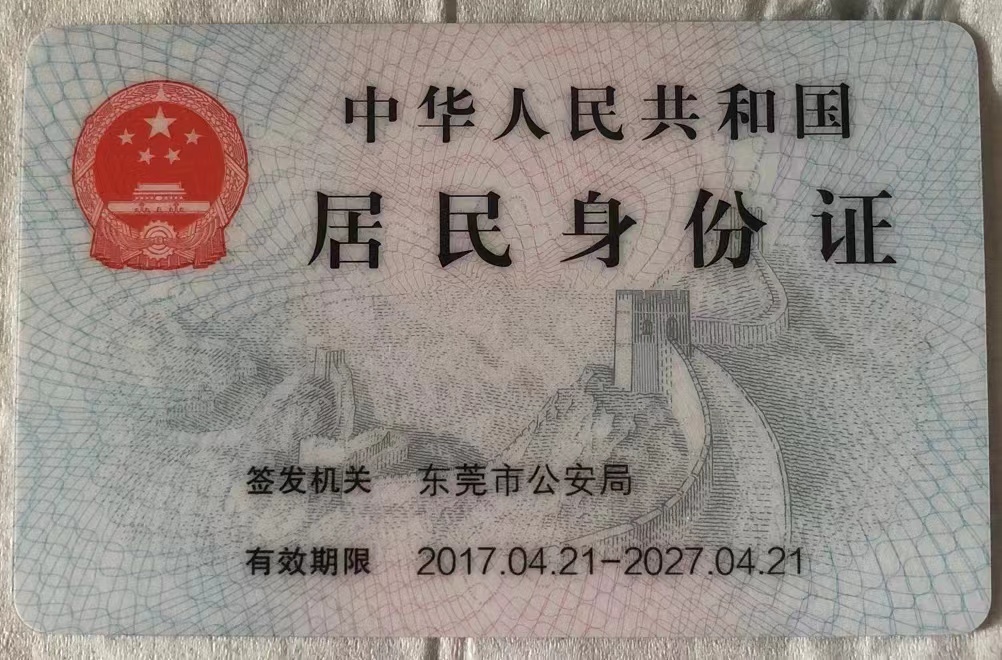 中华人民共和国
居民身份证
签发机关 东莞市公安局
有效期限 2017.04.21-2027.04.21